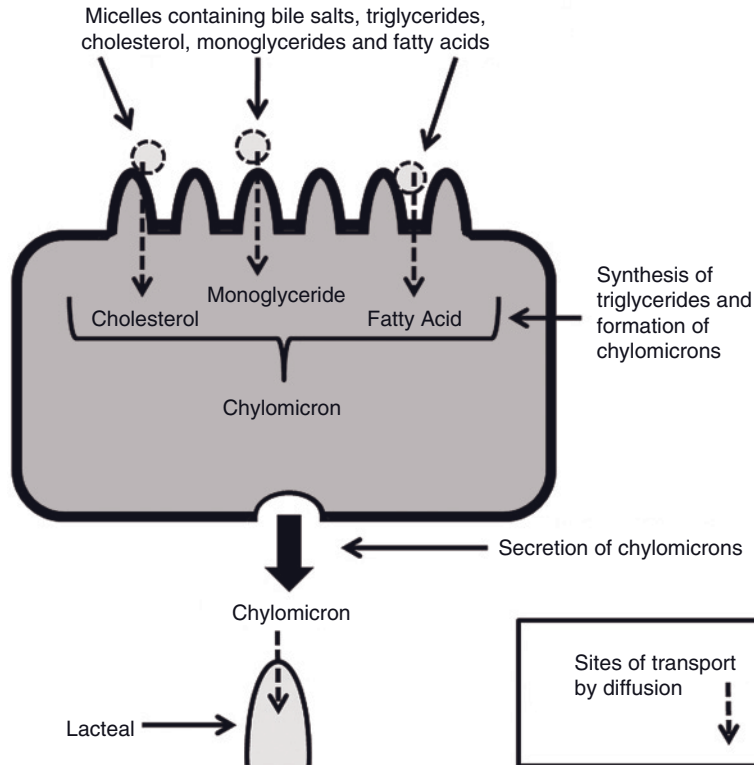 Micelles containing bile salts, triglycerides,
cholesterol, monoglycerides and fatty acids
Monoglyceride
Cholesterol
Fatty Acid
Synthesis of
triglycerides and
formation of
chylomicrons
Chylomicron
Secretion of chylomicrons
Chylomicron
Sites of transport
by diffusion
Lacteal